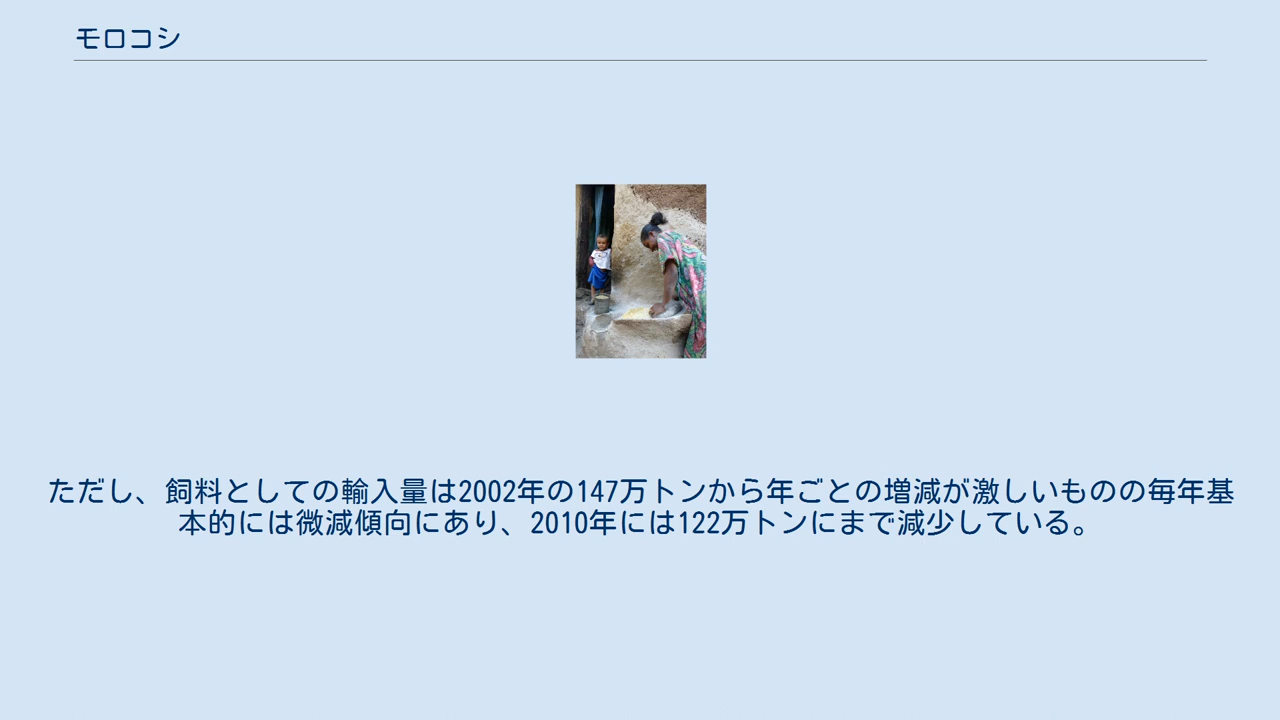 モロコシ
ただし、飼料としての輸入量は2002年の147万トンから年ごとの増減が激しいものの毎年基
本的には微減傾向にあり、2010年には122万トンにまで減少している。